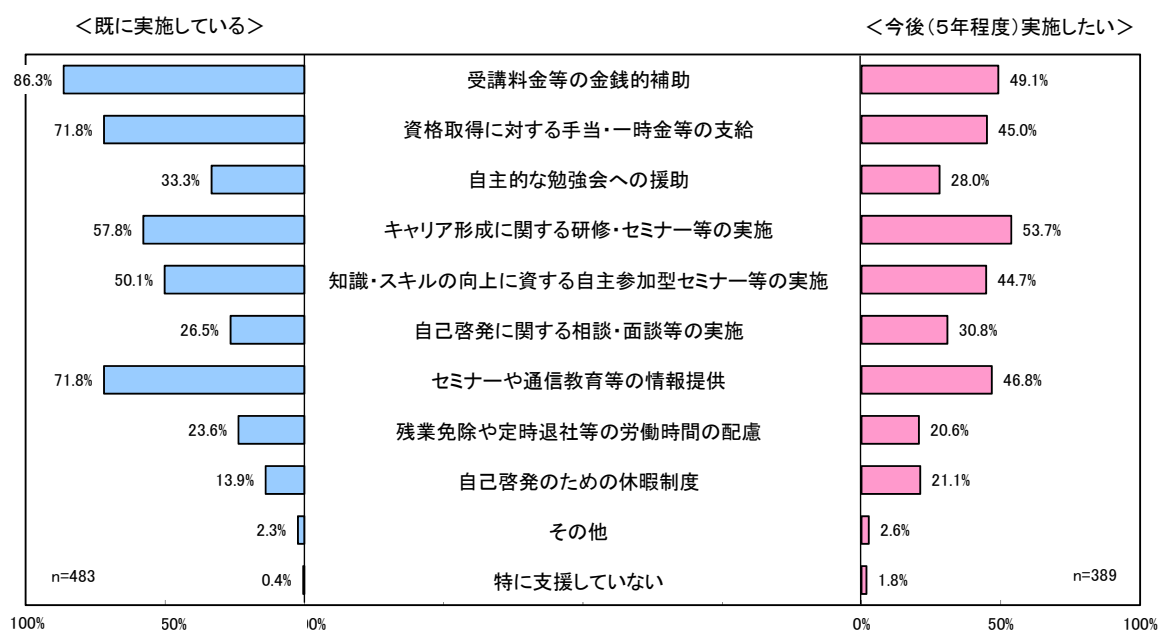 <既に実施している>
<今後(5年程度)実施したい>
86.3% 受講料金等の金銭的補助 49.1%
71.8% 資格取得に対する手当・一時金等の支給 45.0%
33.3% 自主的な勉強会への援助 28.0%
57.8% キャリア形成に関する研修・セミナー等の実施 53.7%
50.1% 知識・スキルの向上に資する自主参加型セミナー等の実施 44.7%
26.5% 自己啓発に関する相談・面談等の実施 30.8%
71.8% セミナーや通信教育等の情報提供 46.8%
23.6% 残業免除や定時退社等の労働時間の配慮 20.6%
13.9% 自己啓発のための休暇制度 21.1%
2.3% その他 2.6%
n=483 0.4% 特に支援していない 1.8% n=389
100% 50% 0% 0% 50% 100%